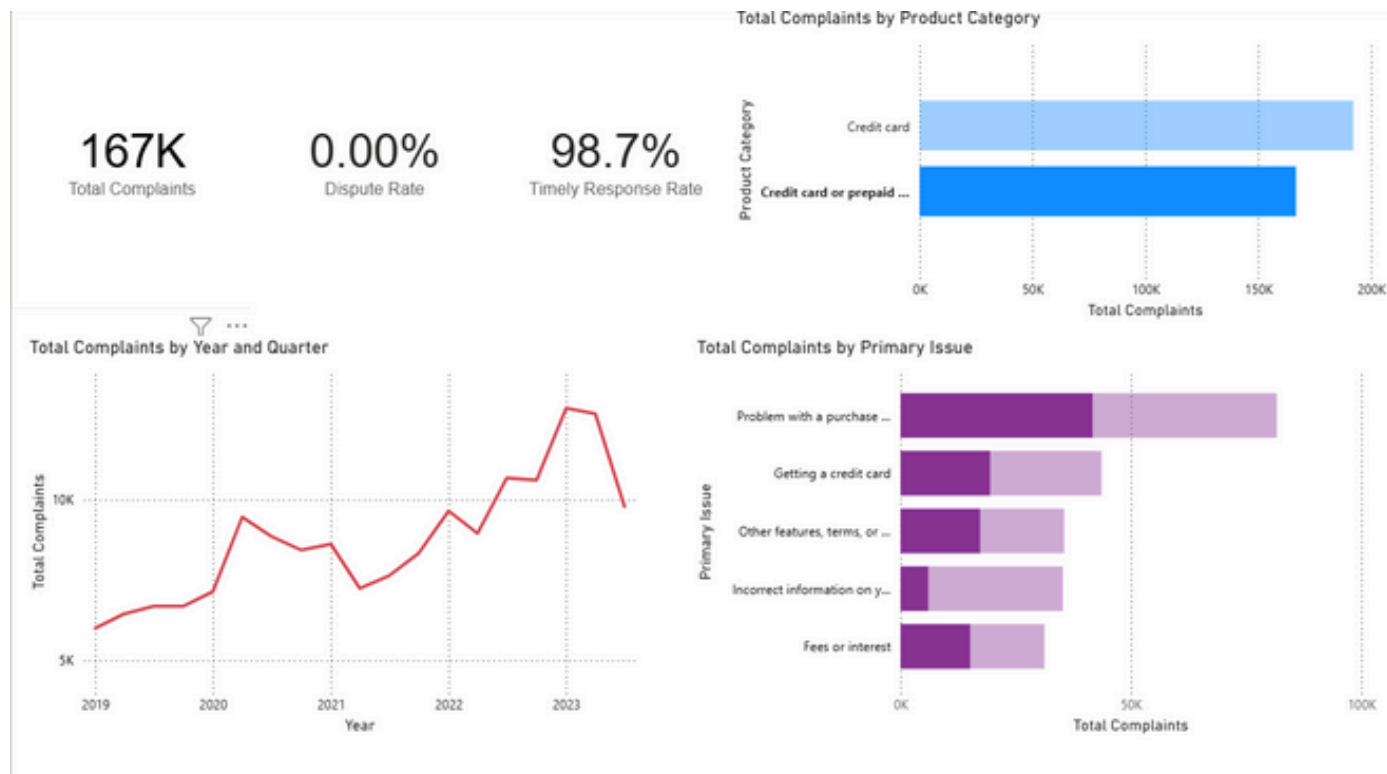 167K
Total Complaints
0.00%
Dispute Rate
98.7%
Timely Response Rate
Total Complaints by Product Category
Product Category
Credit card
Credit card or prepaid ...
0K 50K 100K 150K 200K
Total Complaints
Total Complaints by Year and Quarter
Total Complaints
10K
5K
2019 2020 2021 2022 2023
Year
Total Complaints by Primary Issue
Primary Issue
Problem with a purchase ...
Getting a credit card
Other features, terms, or ...
Incorrect information on y...
Fees or interest
0K 50K 100K
Total Complaints